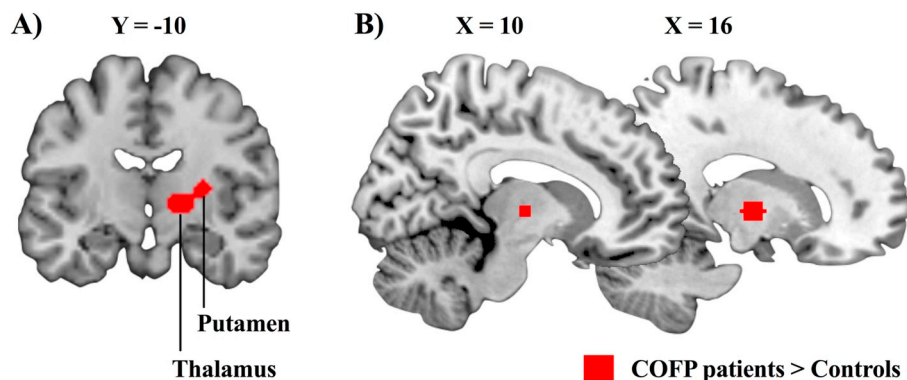 A) Y = -10
B) X = 10 X = 16
Putamen
Thalamus
COFP patients > Controls